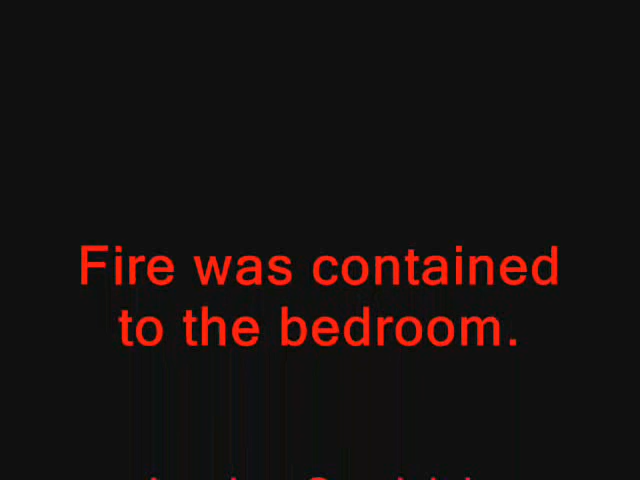 Fire was contained
to the bedroom.